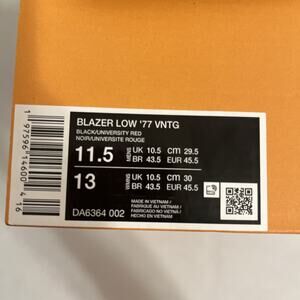 BLAZER LOW '77 VNTG
BLACK/UNIVERSITY RED
NOIR/UNIVERSITE ROUGE
11.5 MENS UK 10.5 cm 29.5
BR 43.5 EUR 45.5
13 WMNS UK 10.5 cm 30
BR 43.5 EUR 45.5
DA6364 002
MADE IN VIETNAM /
FABRIQUÉ AU VIETNAM /
FABRICADO NO VIETNÃ /
HECHO EN VIETNAM
1 97596 14600 4 16